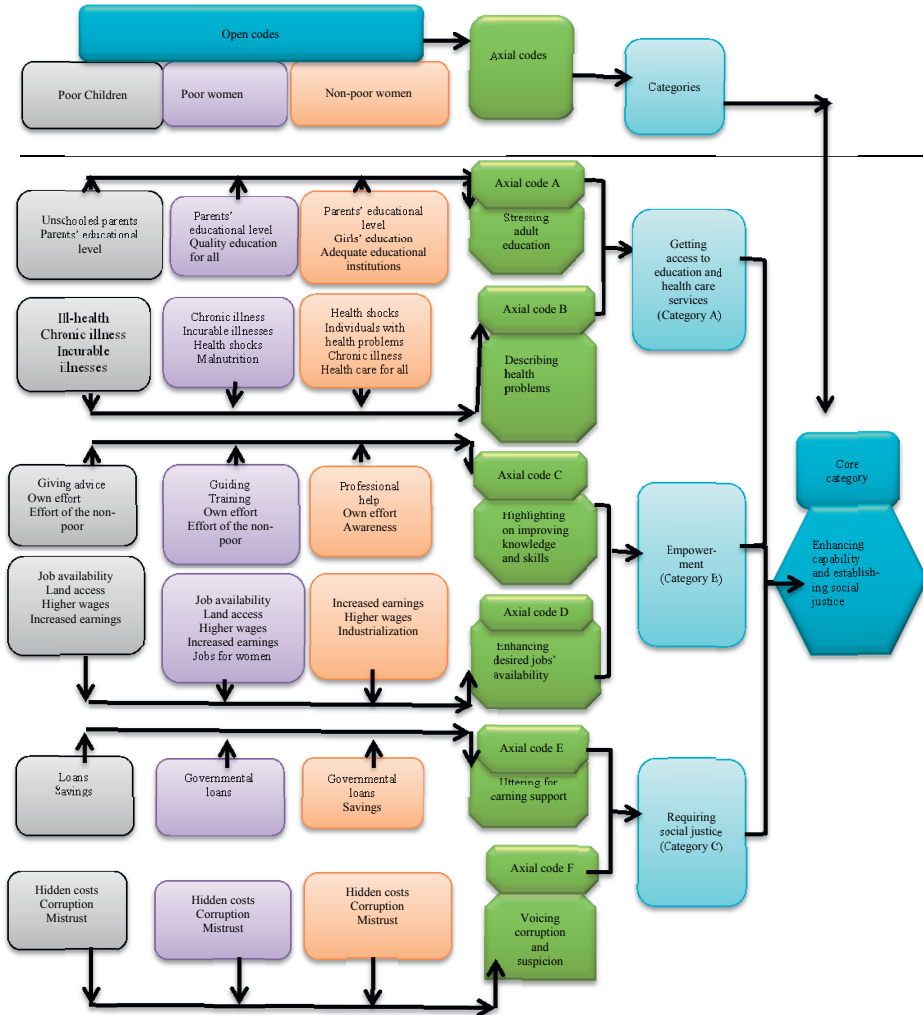 Open codes
Axial codes
Poor Children
Poor women
Non-poor women
Categories
Axial code A
Unschooled parents
Parents' educational
level
Parents'
educational level
Quality education
for all
Parents' educational
level
Girls' education
Adequate educational
institutions
Stressing
adult
education
Getting
access to
education and
health care
services
(Category A)
Ill-health
Chronic illness
Incurable
illnesses
Chronic illness
Incurable illnesses
Health shocks
Malnutrition
Health shocks
Individuals with
health problems
Chronic illness
Health care for all
Axial code B
Describing
health
problems
Giving advice
Own effort
Effort of the non-
poor
Guiding
Training
Own effort
Effort of the non-
poor
Professional
help
Own effort
Awareness
Axial code C
Highlighting
on improving
knowledge
and skills
Core
category
Empower-
ment
(Category B)
Enhancing
capability
and establish-
ing social
justice
Job availability
Land access
Higher wages
Increased earnings
Job availability
Land access
Higher wages
Increased earnings
Jobs for women
Increased earnings
Higher wages
Industrialization
Axial code D
Enhancing
desired jobs'
availability
Loans
Savings
Governmental
loans
Governmental
loans
Savings
Axial code E
Uttering for
earning support
Requiring
social justice
(Category C)
Hidden costs
Corruption
Mistrust
Hidden costs
Corruption
Mistrust
Hidden costs
Corruption
Mistrust
Axial code F
Voicing
corruption
and
suspicion